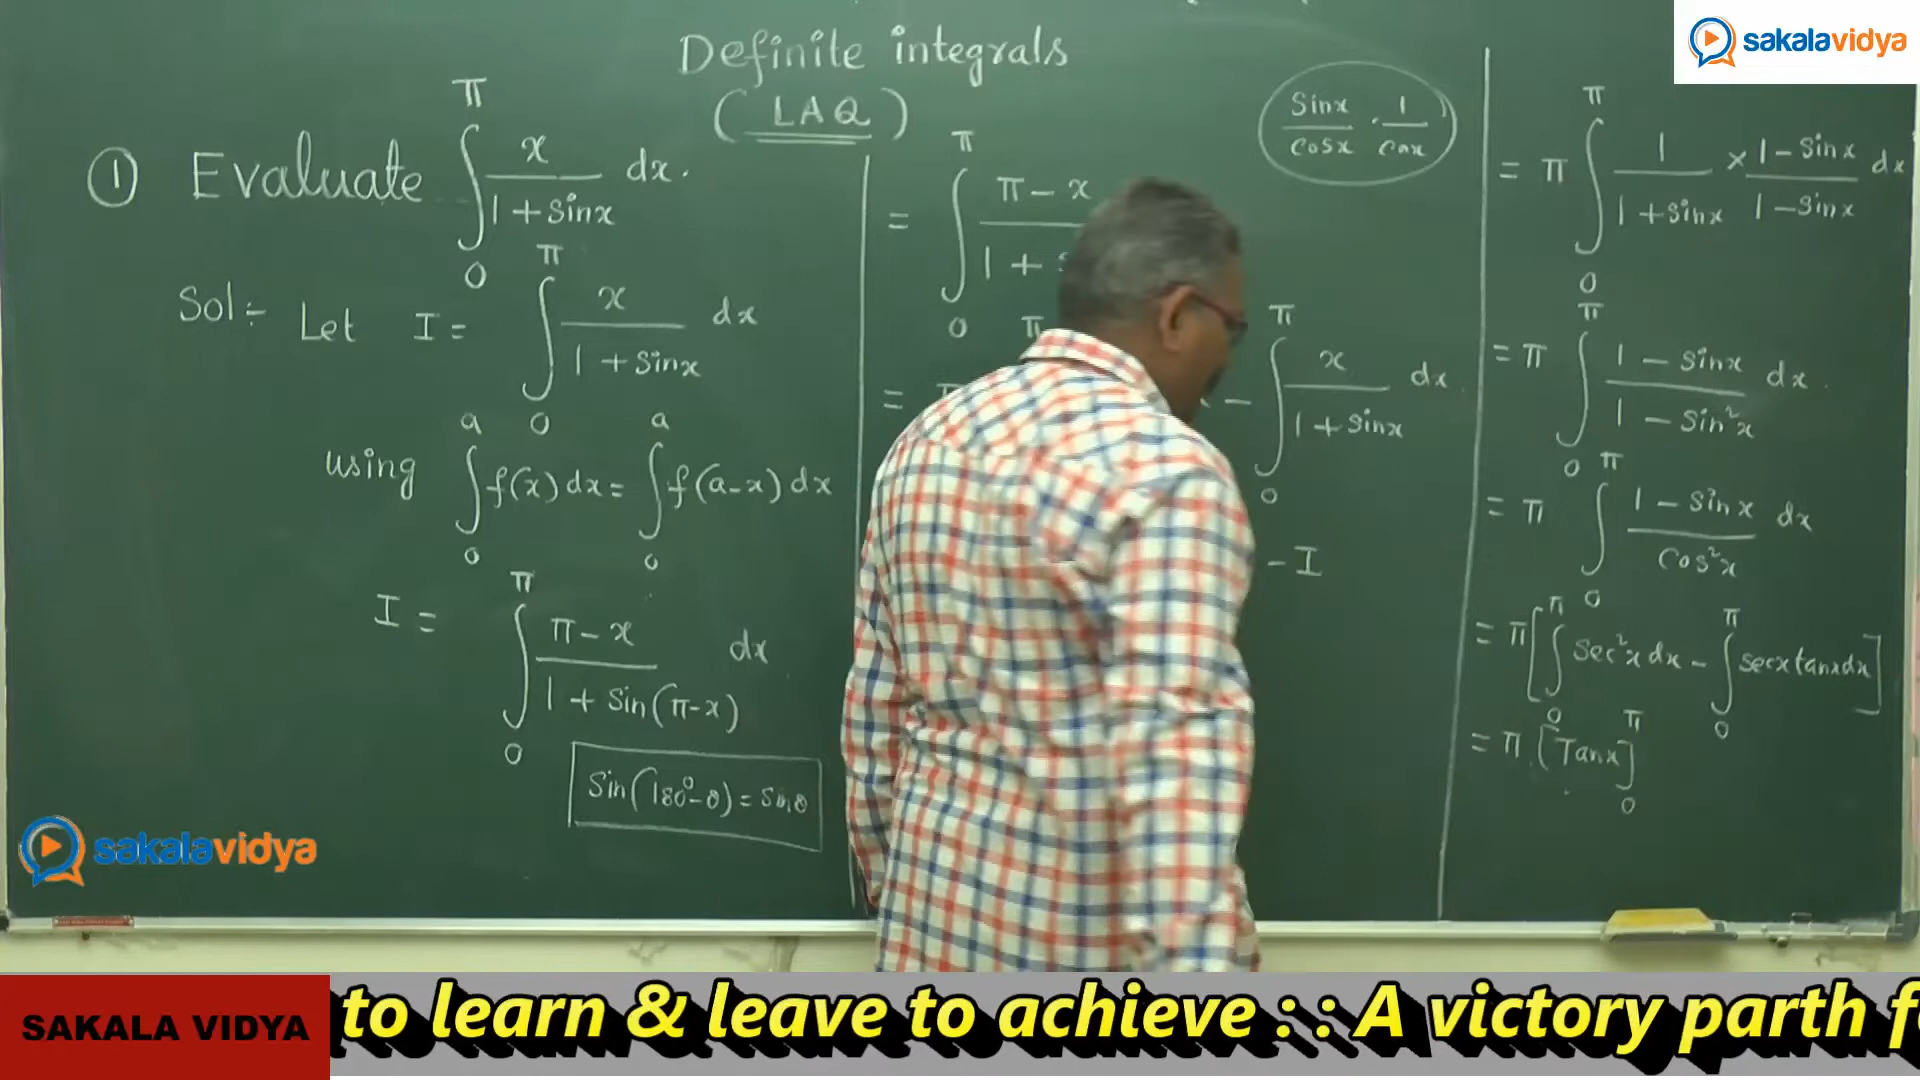 Definite integrals
(LAQ)
① Evaluate ∫₀^π x/(1+sinx) dx.
Sol:- Let I = ∫₀^π x/(1+sinx) dx
using ∫₀^a f(x)dx = ∫₀^a f(a-x)dx
I = ∫₀^π (π-x)/(1+sin(π-x)) dx
Sin(180°-θ) = sinθ
Sinx/cosx · 1/cosx
= ∫₀^π π-x
1+
=
- ∫₀^π x/(1+sinx) dx
- I
= π ∫₀^π 1/(1+sinx) × (1-sinx)/(1-sinx) dx
= π ∫₀^π (1-sinx)/(1-sin²x) dx.
= π ∫₀^π (1-sinx)/cos²x dx
= π[∫₀^π sec²x dx - ∫₀^π secx tanx dx]
= π.[Tanx]₀^π
sakalavidya
sakalavidya
SAKALA VIDYA
to learn & leave to achieve : : A victory parth f